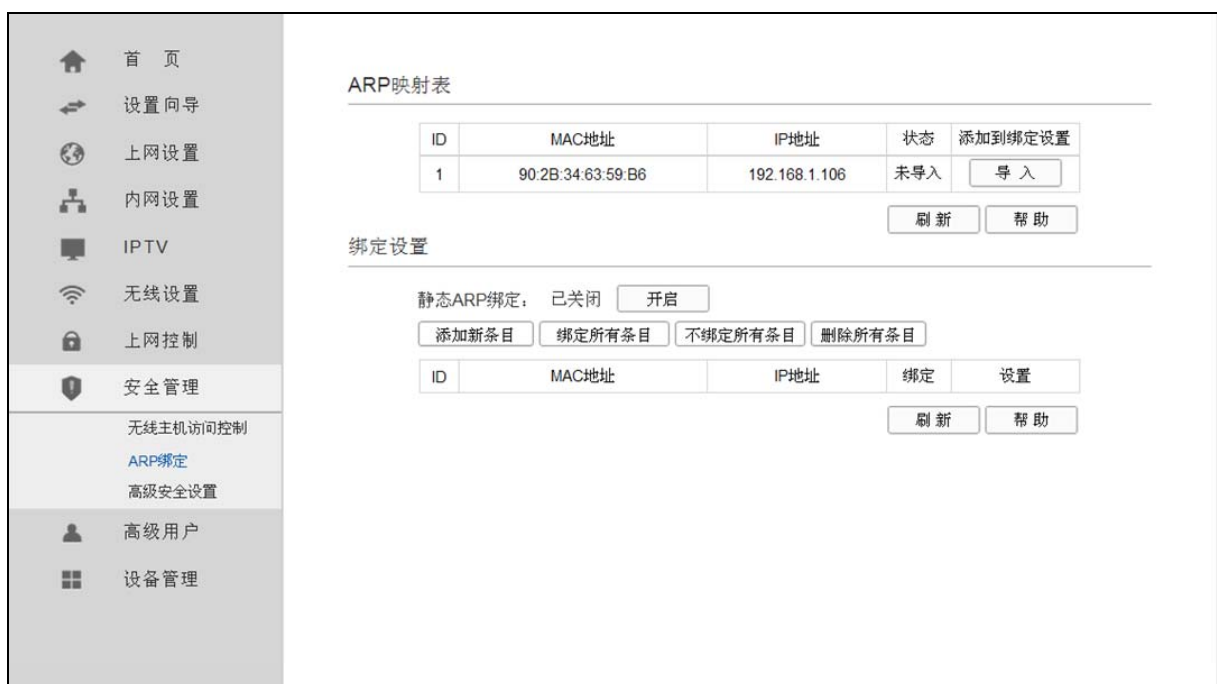 首 页
设置向导
上网设置
内网设置
IPTV
无线设置
上网控制
安全管理
无线主机访问控制
ARP绑定
高级安全设置
高级用户
设备管理
ARP映射表
ID MAC地址 IP地址 状态 添加到绑定设置
1 90:2B:34:63:59:B6 192.168.1.106 未导入 导 入
刷 新 帮 助
绑定设置
静态ARP绑定： 已关闭 开启
添加新条目 绑定所有条目 不绑定所有条目 删除所有条目
ID MAC地址 IP地址 绑定 设置
刷 新 帮 助